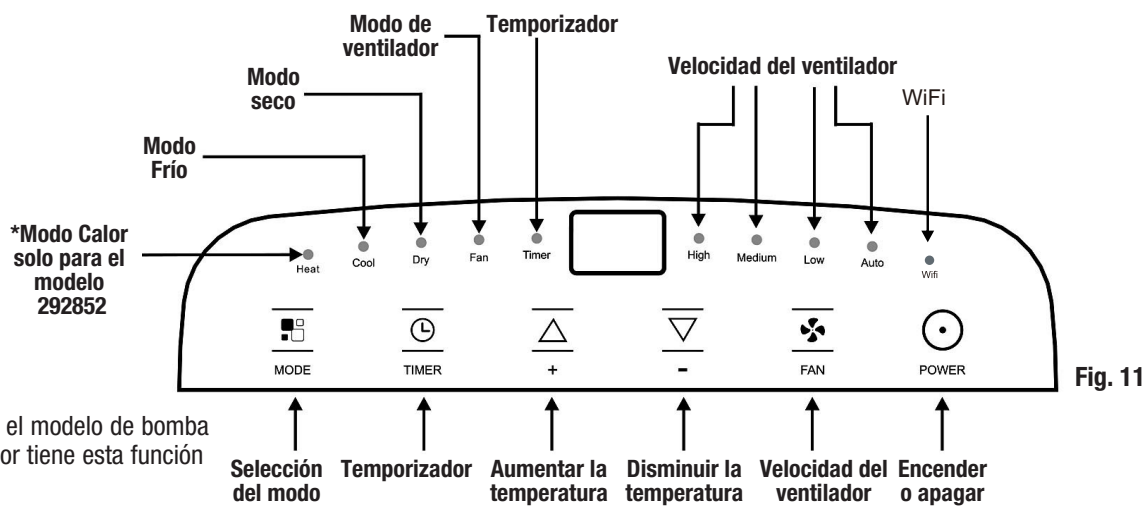 Modo de
ventilador
Temporizador
Velocidad del ventilador
WiFi
Modo
seco
Modo
Frío
*Modo Calor
solo para el
modelo
292852
Heat
Cool
Dry
Fan
Timer
High
Medium
Low
Auto
Wifi
MODE
TIMER
+
-
FAN
POWER
Fig. 11
el modelo de bomba
or tiene esta función
Selección
del modo
Temporizador
Aumentar la
temperatura
Disminuir la
temperatura
Velocidad del
ventilador
Encender
o apagar